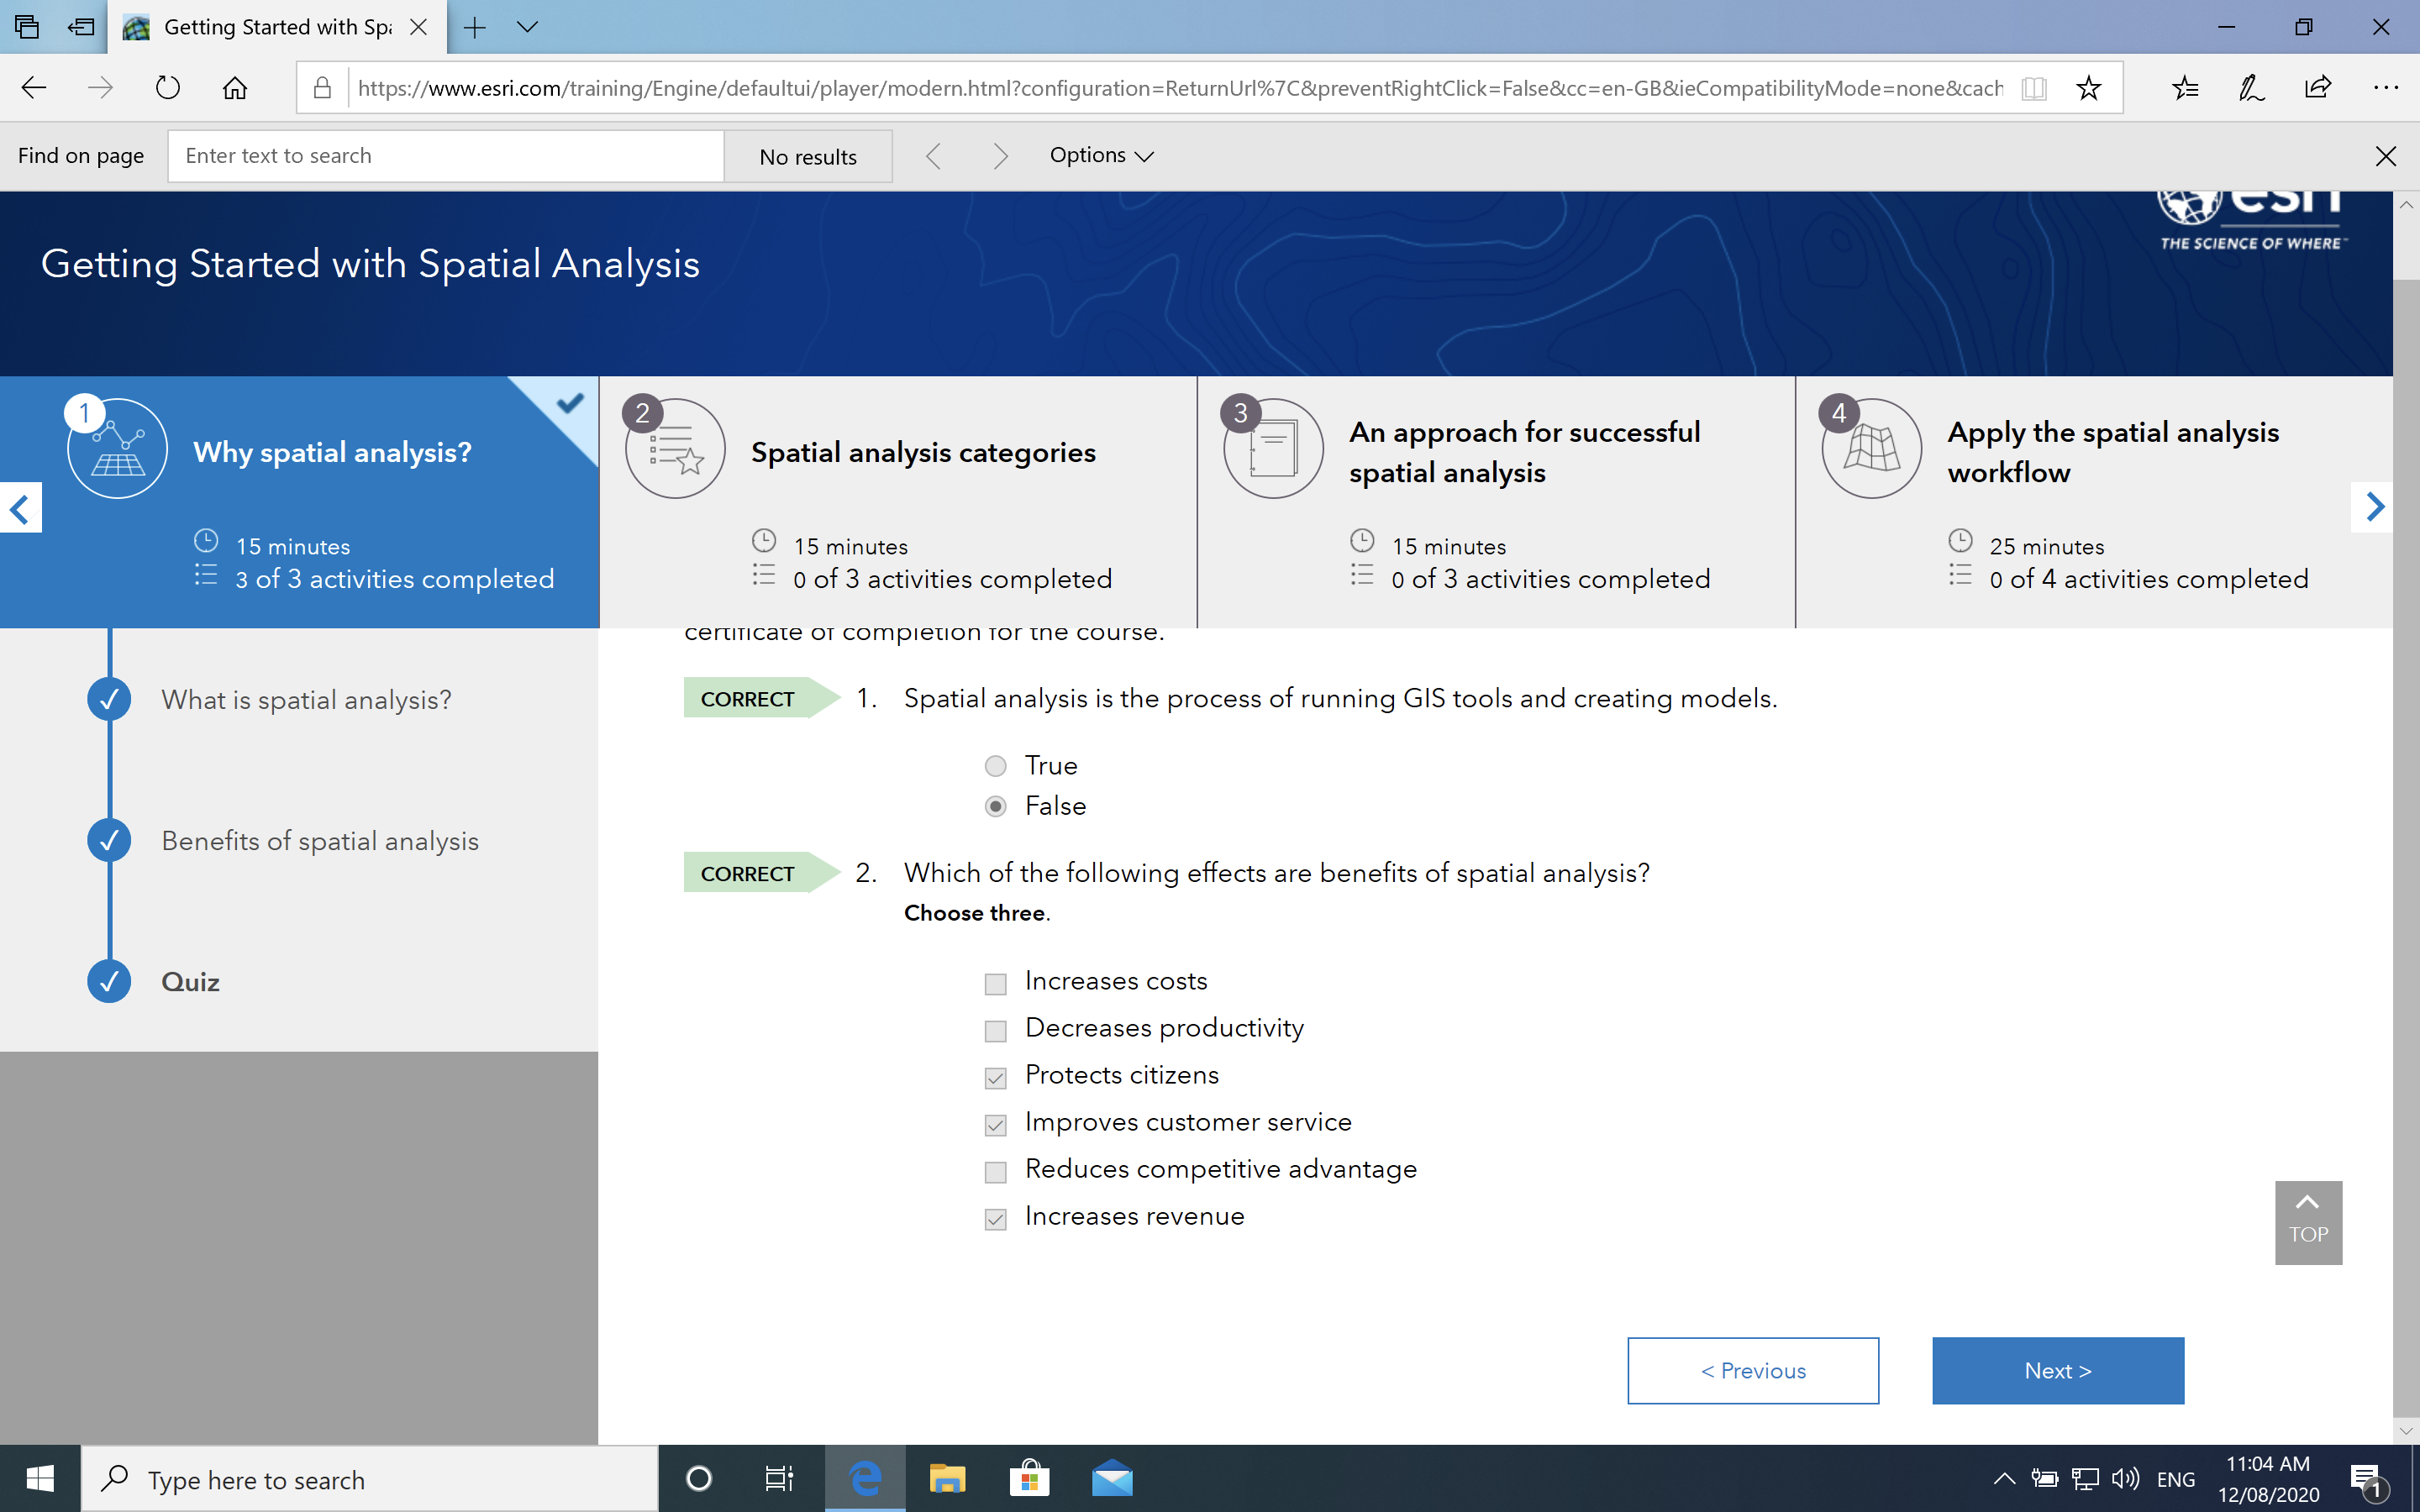 Getting Started with Spa
https://www.esri.com/training/Engine/defaultui/player/modern.html?configuration=ReturnUrl%7C&preventRightClick=False&cc=en-GB&ieCompatibilityMode=none&cach
Find on page
Enter text to search
No results
Options
esri
THE SCIENCE OF WHERE
Getting Started with Spatial Analysis
1
Why spatial analysis?
15 minutes
3 of 3 activities completed
2
Spatial analysis categories
15 minutes
0 of 3 activities completed
3
An approach for successful
spatial analysis
15 minutes
0 of 3 activities completed
4
Apply the spatial analysis
workflow
25 minutes
0 of 4 activities completed
What is spatial analysis?
Benefits of spatial analysis
Quiz
certificate of completion for the course.
CORRECT 1. Spatial analysis is the process of running GIS tools and creating models.
True
False
CORRECT 2. Which of the following effects are benefits of spatial analysis?
Choose three.
Increases costs
Decreases productivity
Protects citizens
Improves customer service
Reduces competitive advantage
Increases revenue
TOP
< Previous
Next >
Type here to search
ENG
11:04 AM
12/08/2020
1